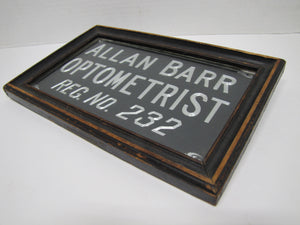 ALLAN BARR
OPTOMETRIST
REG. NO. 232